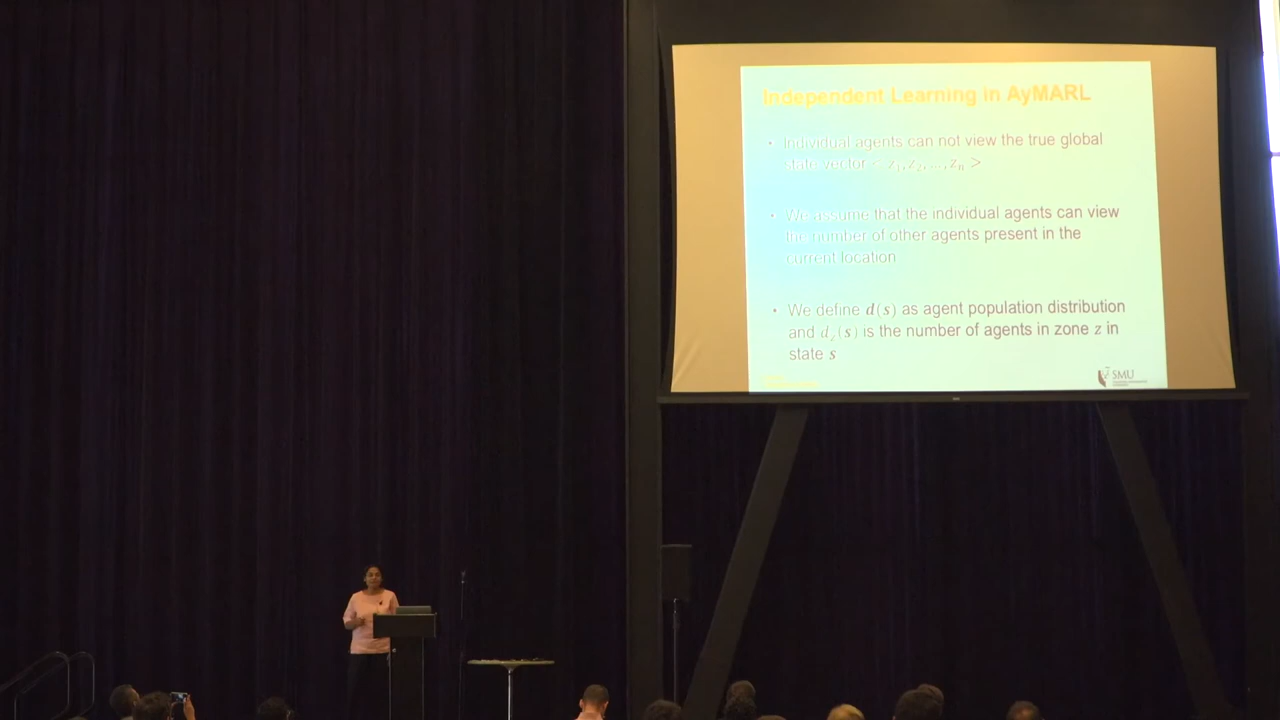 Independent Learning in AyMARL
• Individual agents can not view the true global
state vector < z₁, z₂, ..., zₙ >
• We assume that the individual agents can view
the number of other agents present in the
current location
• We define d(s) as agent population distribution
and d_z(s) is the number of agents in zone z in
state s
SMU